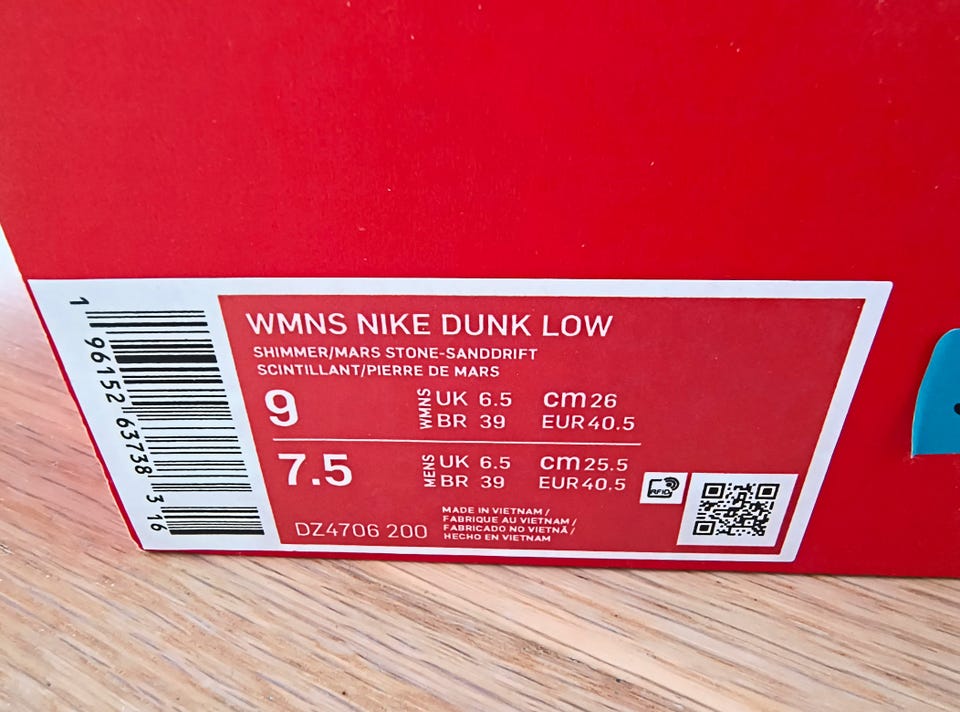 WMNS NIKE DUNK LOW
SHIMMER/MARS STONE-SANDDRIFT
SCINTILLANT/PIERRE DE MARS
9 WMNS UK 6.5 cm 26
BR 39 EUR 40.5
7.5 MENS UK 6.5 cm 25.5
BR 39 EUR 40.5
RFID
DZ4706 200
MADE IN VIETNAM /
FABRIQUE AU VIETNAM /
FABRICADO NO VIETNÃ /
HECHO EN VIETNAM
1 96152 63738 3 16